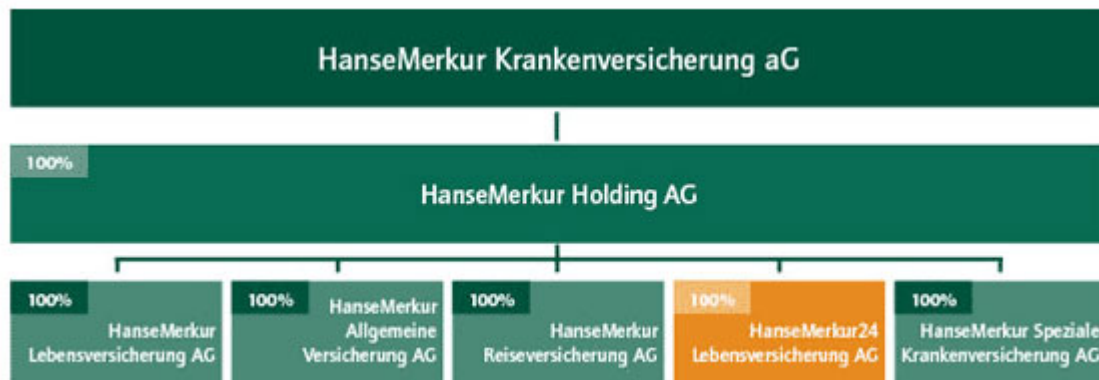 HanseMerkur Krankenversicherung aG
100%
HanseMerkur Holding AG
100%
HanseMerkur
Lebensversicherung AG
100%
HanseMerkur
Allgemeine
Versicherung AG
100%
HanseMerkur
Reiseversicherung AG
100%
HanseMerkur24
Lebensversicherung AG
100%
HanseMerkur Speziale
Krankenversicherung AG